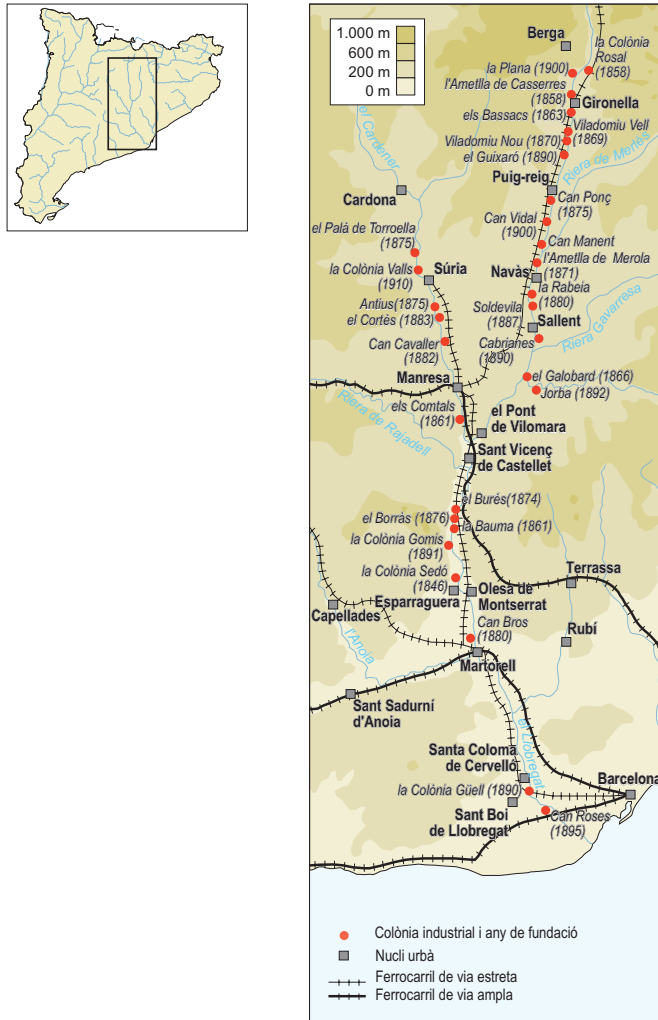 1.000 m
600 m
200 m
0 m
Berga
la Colònia
Rosal
(1858)
la Plana (1900)
l'Ametlla de Casserres
(1858)
Gironella
els Bassacs (1863)
Viladomiu Vell
(1869)
Viladomiu Nou (1870)
el Guixaró (1890)
el Cardener
Riera de Merlès
Puig-reig
Cardona
Can Ponç
(1875)
Can Vidal
(1900)
el Palà de Torroella
(1875)
Can Manent
l'Ametlla de Merola
(1871)
la Colònia Valls
(1910)
Súria
Navàs
la Rabeia
(1880)
Antius(1875)
el Cortès (1883)
Soldevila
(1887)
Sallent
Riera Gavarresa
Can Cavaller
(1882)
Cabrianes
(1890)
el Galobard (1866)
Manresa
Jorba (1892)
els Comtals
(1861)
el Pont
de Vilomara
Riera de Rajadell
Sant Vicenç
de Castellet
el Burés(1874)
el Borràs (1876)
la Bauma (1861)
la Colònia Gomis
(1891)
la Colònia Sedó
(1846)
Terrassa
Esparraguera
Olesa de
Montserrat
Capellades
Can Bros
(1880)
Rubí
l'Anoia
Martorell
Sant Sadurní
d'Anoia
el Llobregat
Santa Coloma
de Cervelló
la Colònia Güell (1890)
Barcelona
Sant Boi
de Llobregat
Can Roses
(1895)
Colònia industrial i any de fundació
Nucli urbà
Ferrocarril de via estreta
Ferrocarril de via ampla